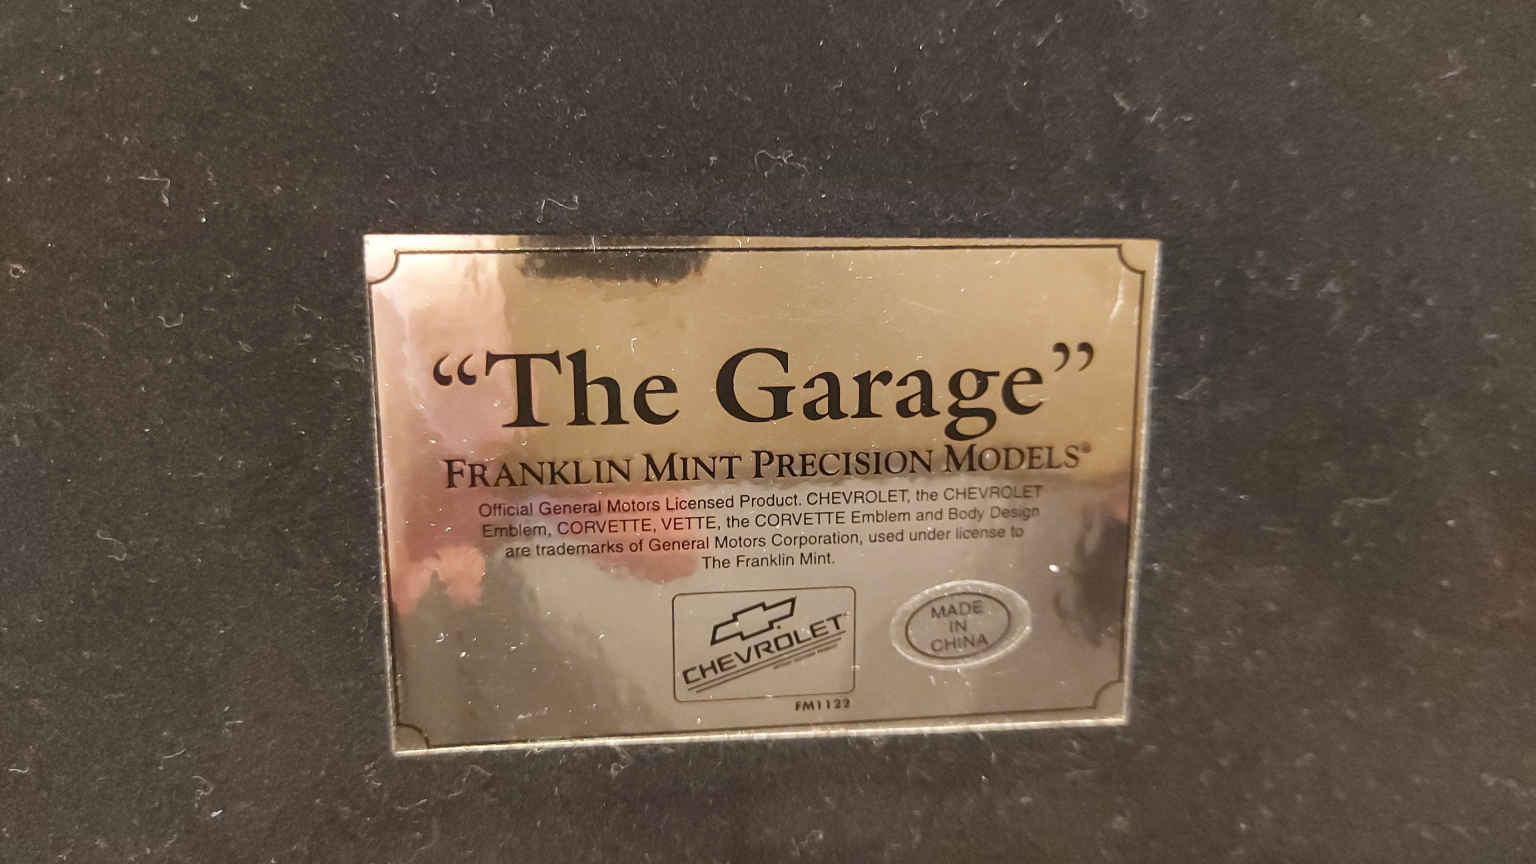 “The Garage”
FRANKLIN MINT PRECISION MODELS®
Official General Motors Licensed Product. CHEVROLET, the CHEVROLET
Emblem, CORVETTE, VETTE, the CORVETTE Emblem and Body Design
are trademarks of General Motors Corporation, used under license to
The Franklin Mint.
CHEVROLET
MADE
IN
CHINA
FM1122